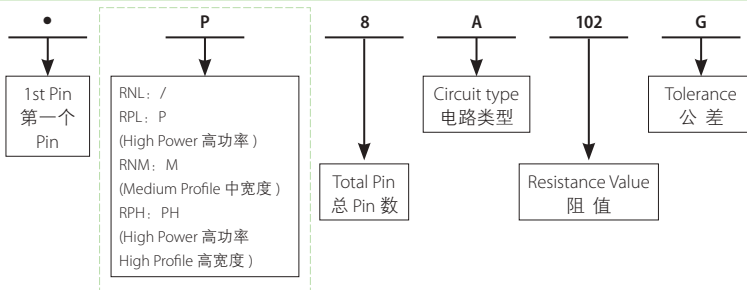 • P 8 A 102 G
1st Pin
第一个
Pin
RNL：/
RPL：P
(High Power 高功率 )
RNM：M
(Medium Profile 中宽度 )
RPH：PH
(High Power 高功率
High Profile 高宽度 )
Total Pin
总 Pin 数
Circuit type
电路类型
Resistance Value
阻 值
Tolerance
公 差